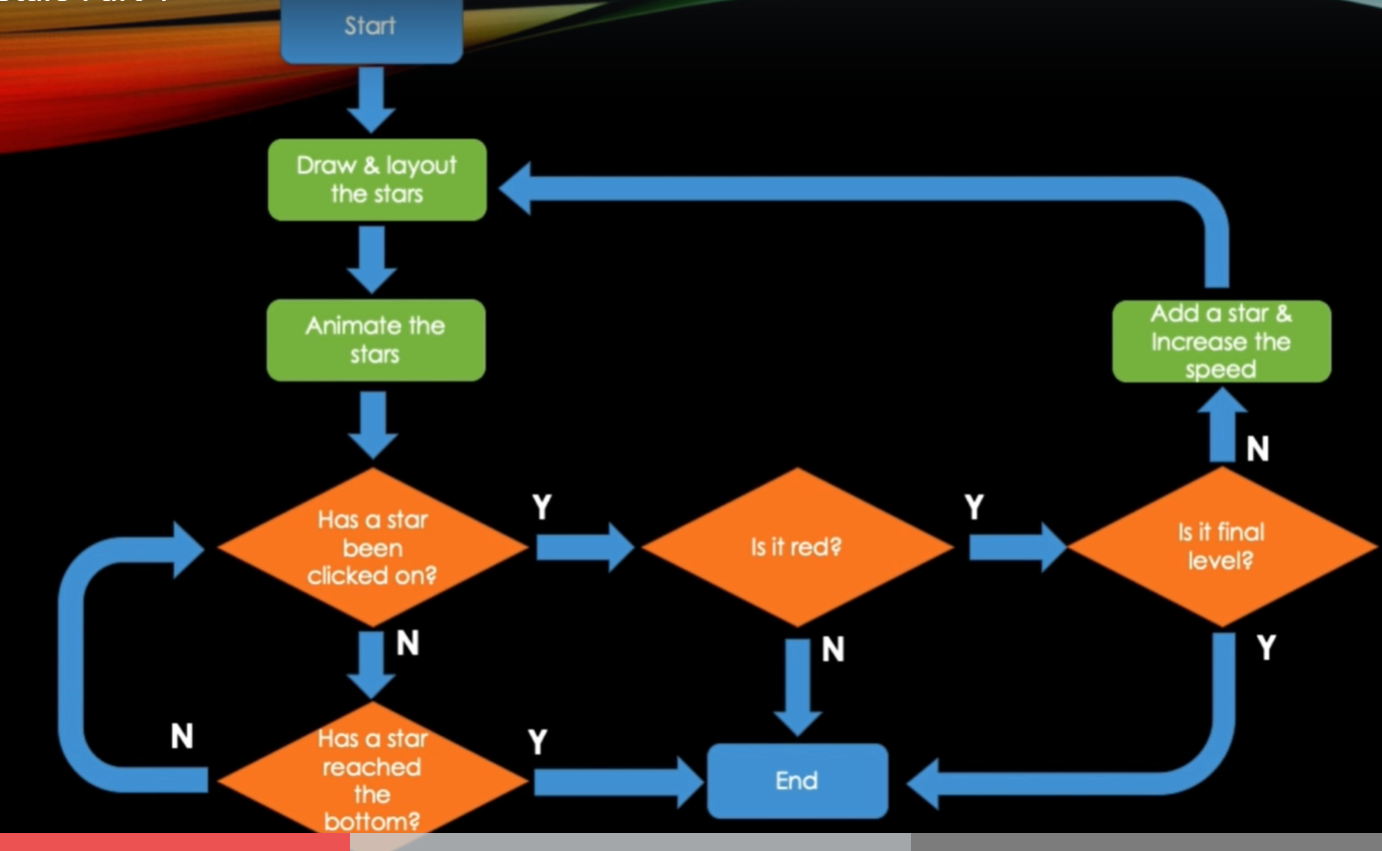 Start
Draw & layout
the stars
Animate the
stars
Add a star &
Increase the
speed
N
Has a star
been
clicked on?
Y
Is it red?
Y
Is it final
level?
N
N
Y
N
Has a star
reached
the
bottom?
Y
End